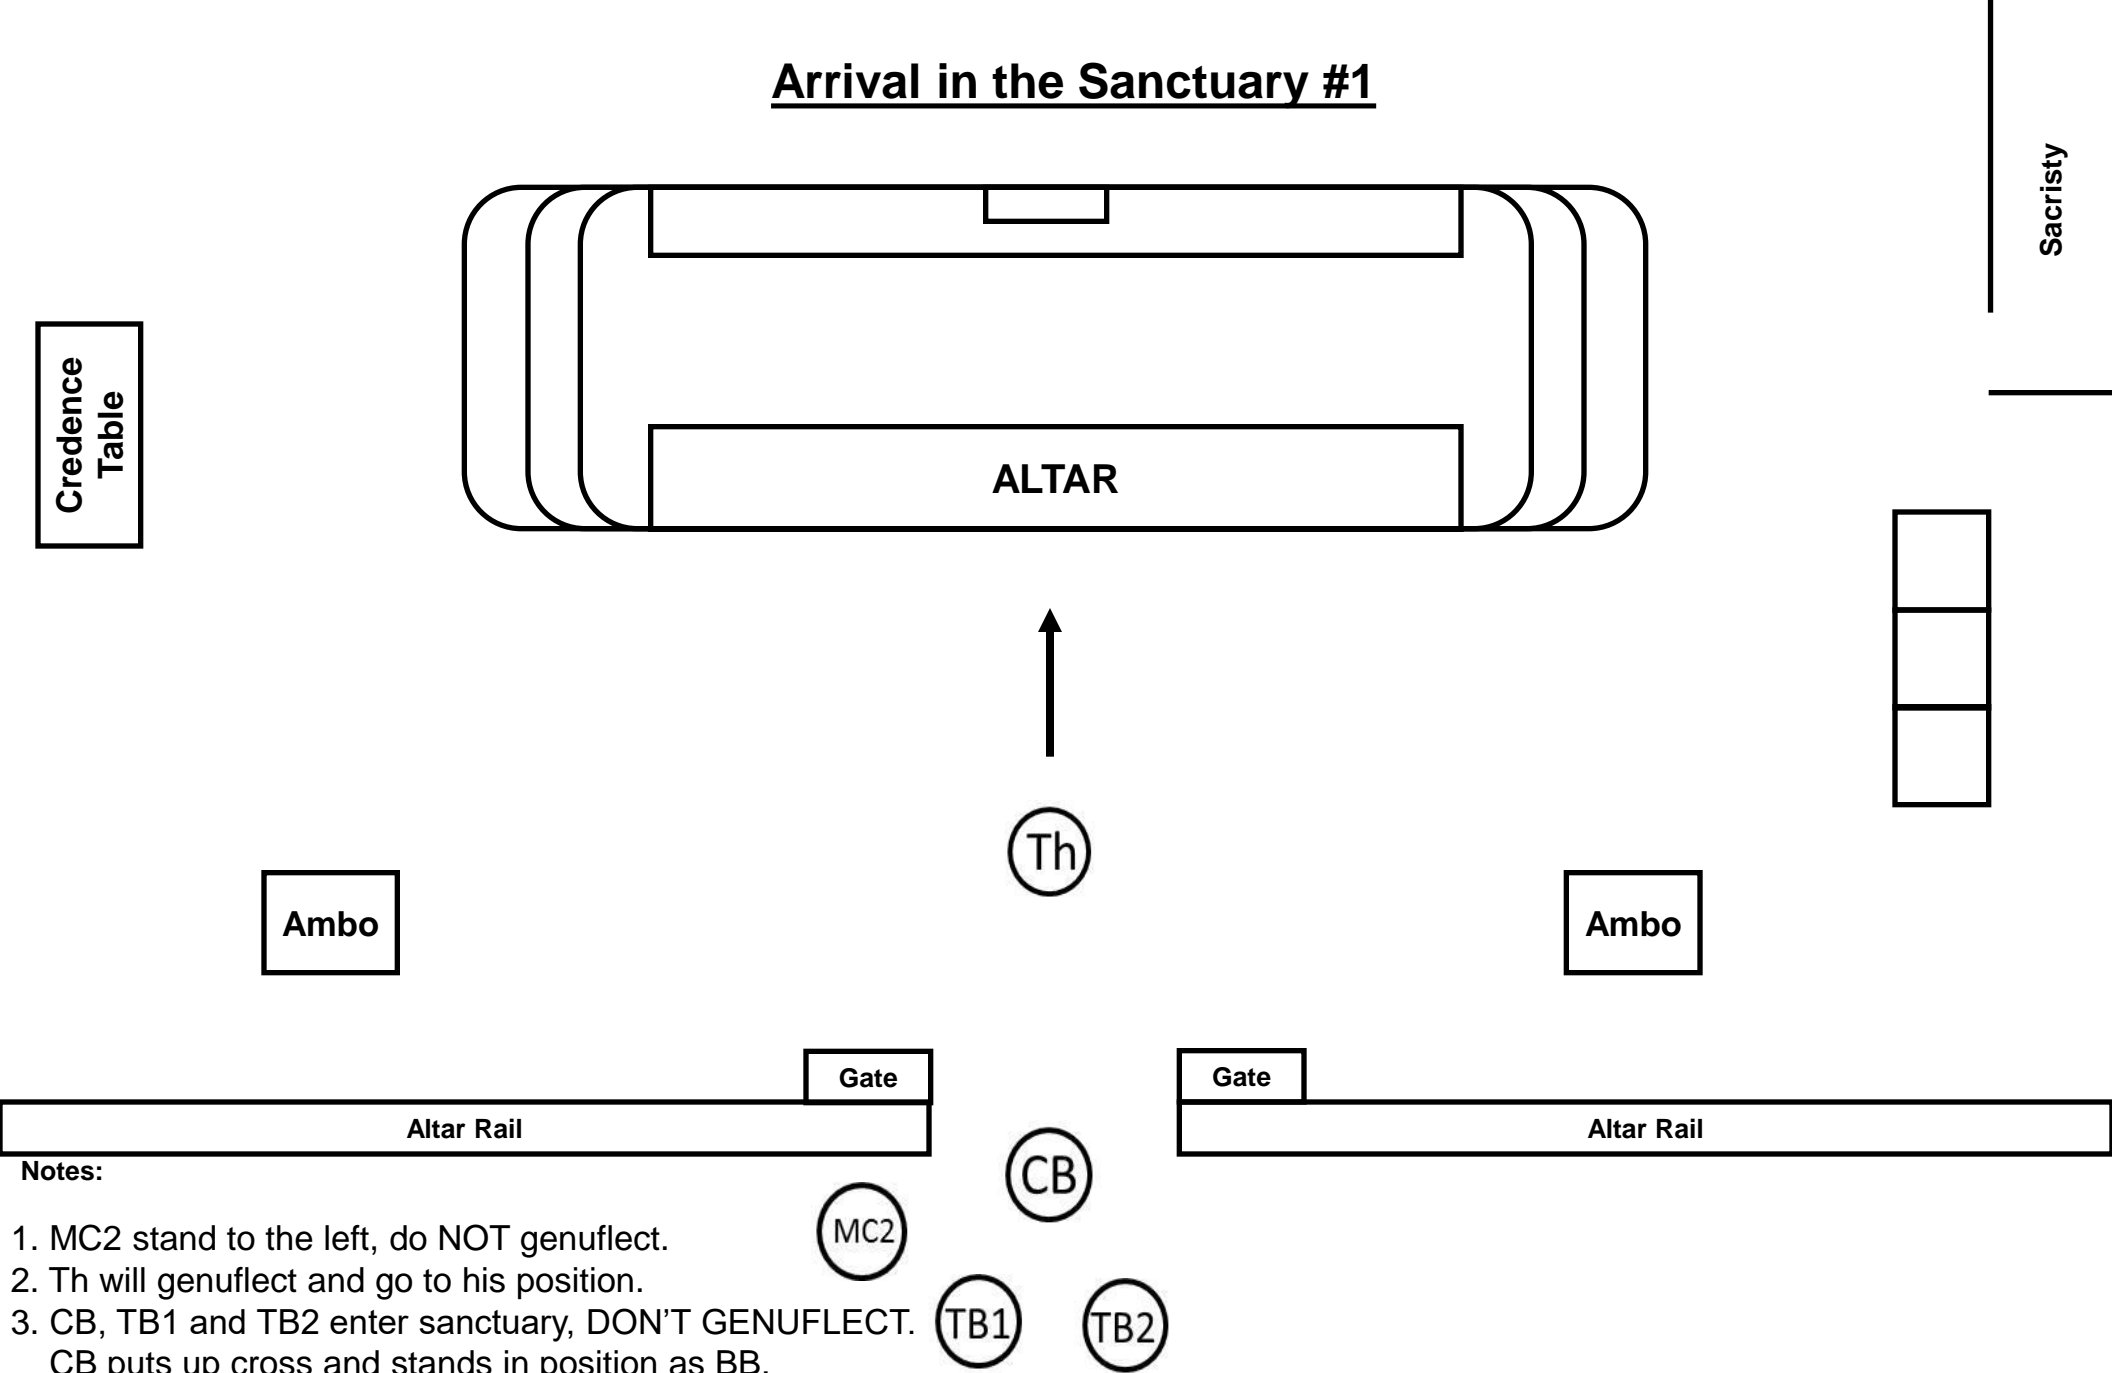 Arrival in the Sanctuary #1
Sacristy
Credence
Table
ALTAR
Th
Ambo
Ambo
Gate
Gate
Altar Rail
Altar Rail
CB
MC2
TB1
TB2
Notes:
1. MC2 stand to the left, do NOT genuflect.
2. Th will genuflect and go to his position.
3. CB, TB1 and TB2 enter sanctuary, DON’T GENUFLECT.
CB puts up cross and stands in position as BB.